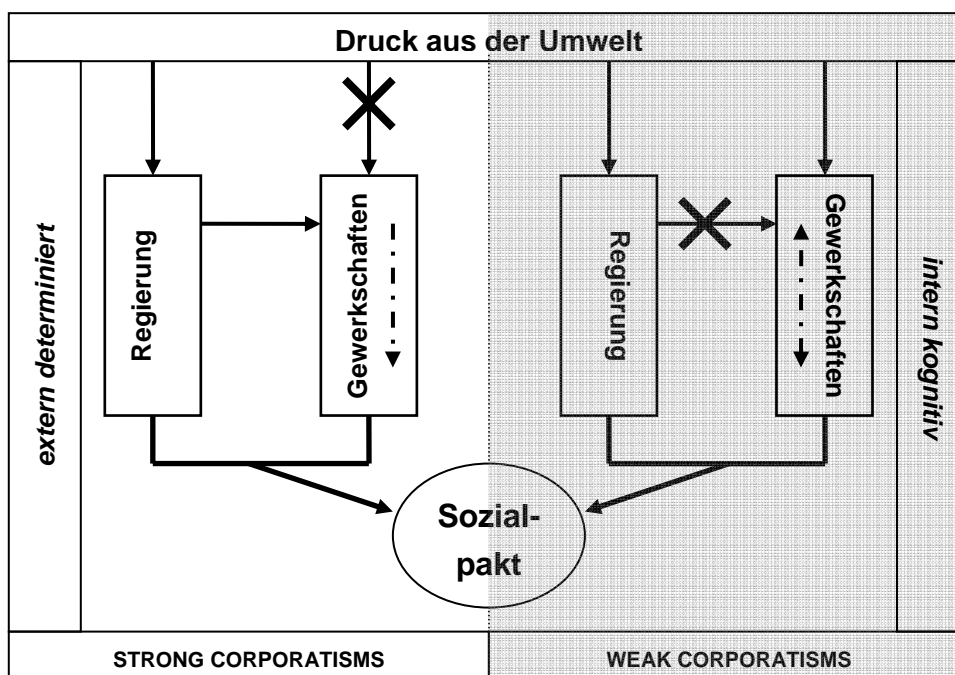 Druck aus der Umwelt
extern determiniert
Regierung
Gewerkschaften
Regierung
Gewerkschaften
intern kognitiv
Sozial-
pakt
STRONG CORPORATISMS
WEAK CORPORATISMS